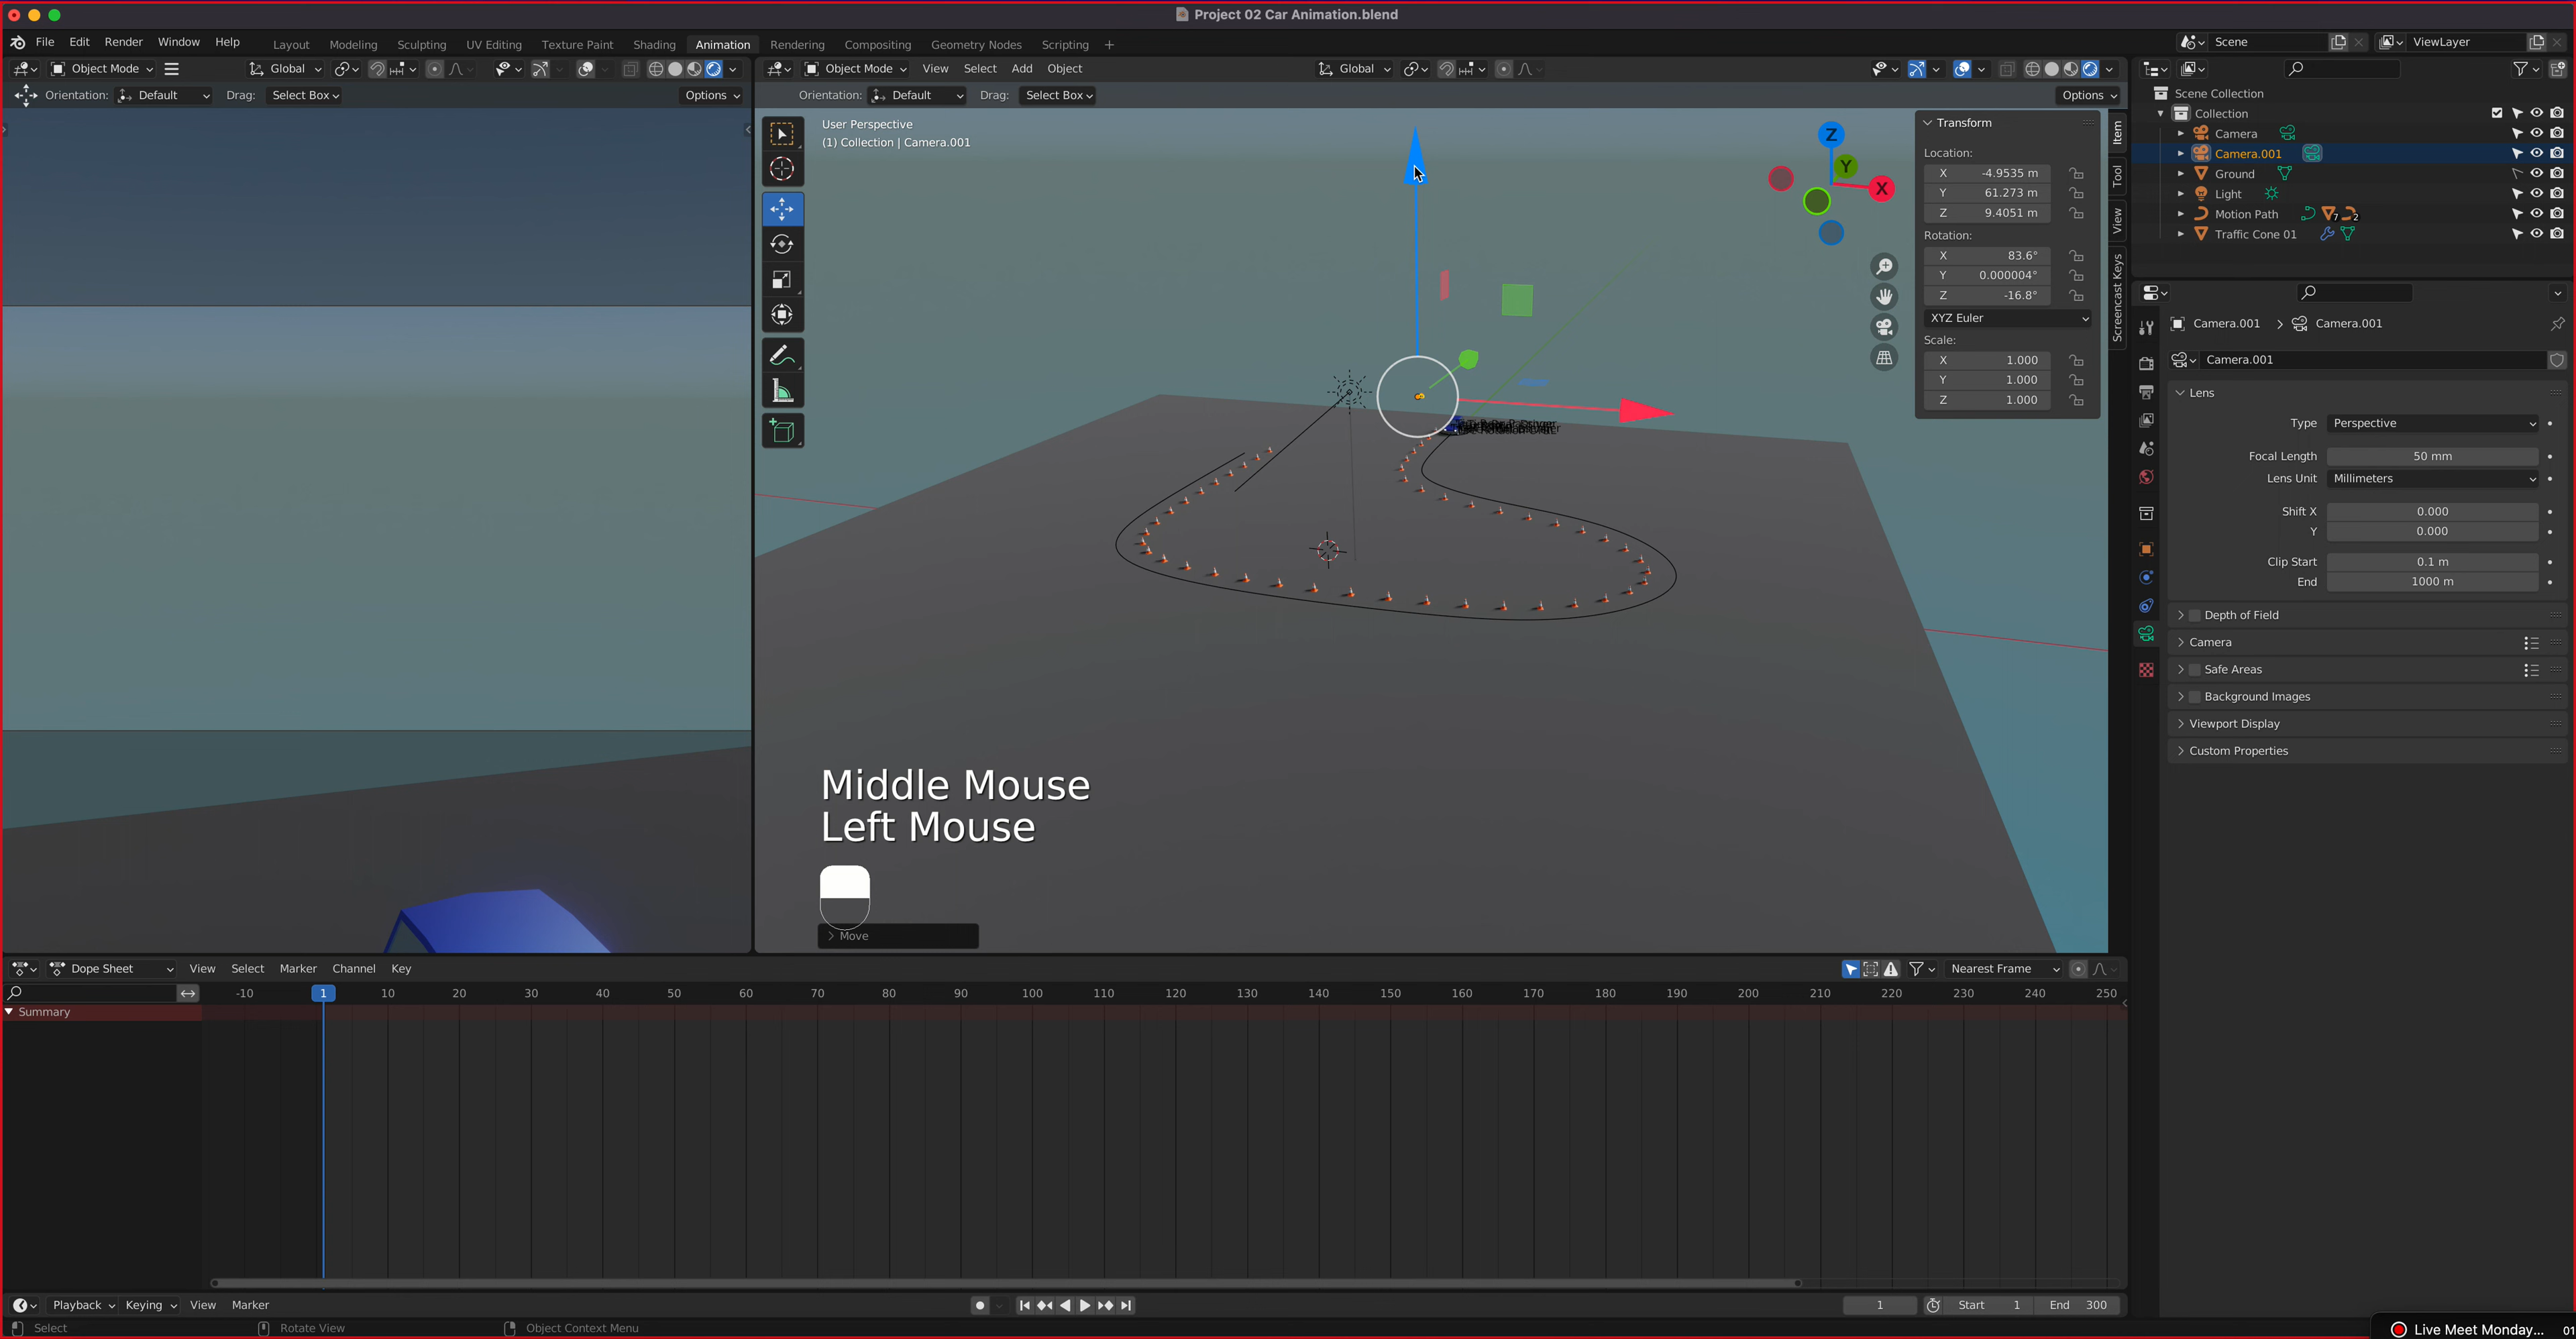 Project 02 Car Animation.blend
File Edit Render Window Help Layout Modeling Sculpting UV Editing Texture Paint Shading Animation Rendering Compositing Geometry Nodes Scripting + Scene ViewLayer
Object Mode Global Object Mode View Select Add Object Global
Orientation: Default Drag: Select Box Options Orientation: Default Drag: Select Box Options
User Perspective
(1) Collection | Camera.001
Z
Y
X
Transform
Location:
X -4.9535 m
Y 61.273 m
Z 9.4051 m
Rotation:
X 83.6°
Y 0.000004°
Z -16.8°
XYZ Euler
Scale:
X 1.000
Y 1.000
Z 1.000
Item
Tool
View
Screencast Keys
Scene Collection
Collection
Camera
Camera.001
Ground
Light
Motion Path 7 2
Traffic Cone 01
Camera.001 > Camera.001
Camera.001
Lens
Type Perspective
Focal Length 50 mm
Lens Unit Millimeters
Shift X 0.000
Y 0.000
Clip Start 0.1 m
End 1000 m
Depth of Field
Camera
Safe Areas
Background Images
Viewport Display
Custom Properties
Middle Mouse
Left Mouse
Move
Dope Sheet View Select Marker Channel Key Nearest Frame
-10 1 10 20 30 40 50 60 70 80 90 100 110 120 130 140 150 160 170 180 190 200 210 220 230 240 250
Summary
Playback Keying View Marker 1 Start 1 End 300
Select Rotate View Object Context Menu
Live Meet Monday...